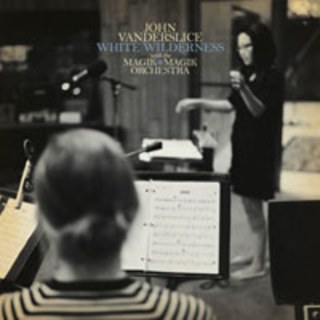 JOHN
VANDERSLICE
WHITE WILDERNESS
with the
MAGIK*MAGIK
ORCHESTRA